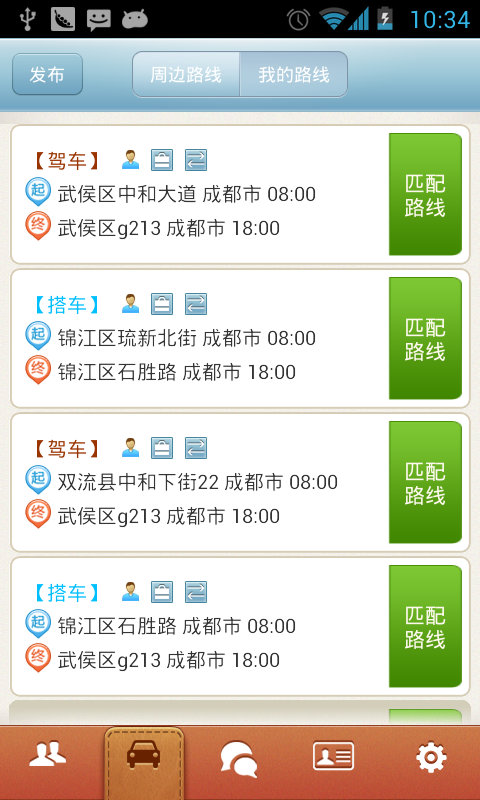 10:34
发布
周边路线
我的路线
【驾车】
起 武侯区中和大道 成都市 08:00
终 武侯区g213 成都市 18:00
匹配
路线
【搭车】
起 锦江区琉新北街 成都市 08:00
终 锦江区石胜路 成都市 18:00
匹配
路线
【驾车】
起 双流县中和下街22 成都市 08:00
终 武侯区g213 成都市 18:00
匹配
路线
【搭车】
起 锦江区石胜路 成都市 08:00
终 武侯区g213 成都市 18:00
匹配
路线